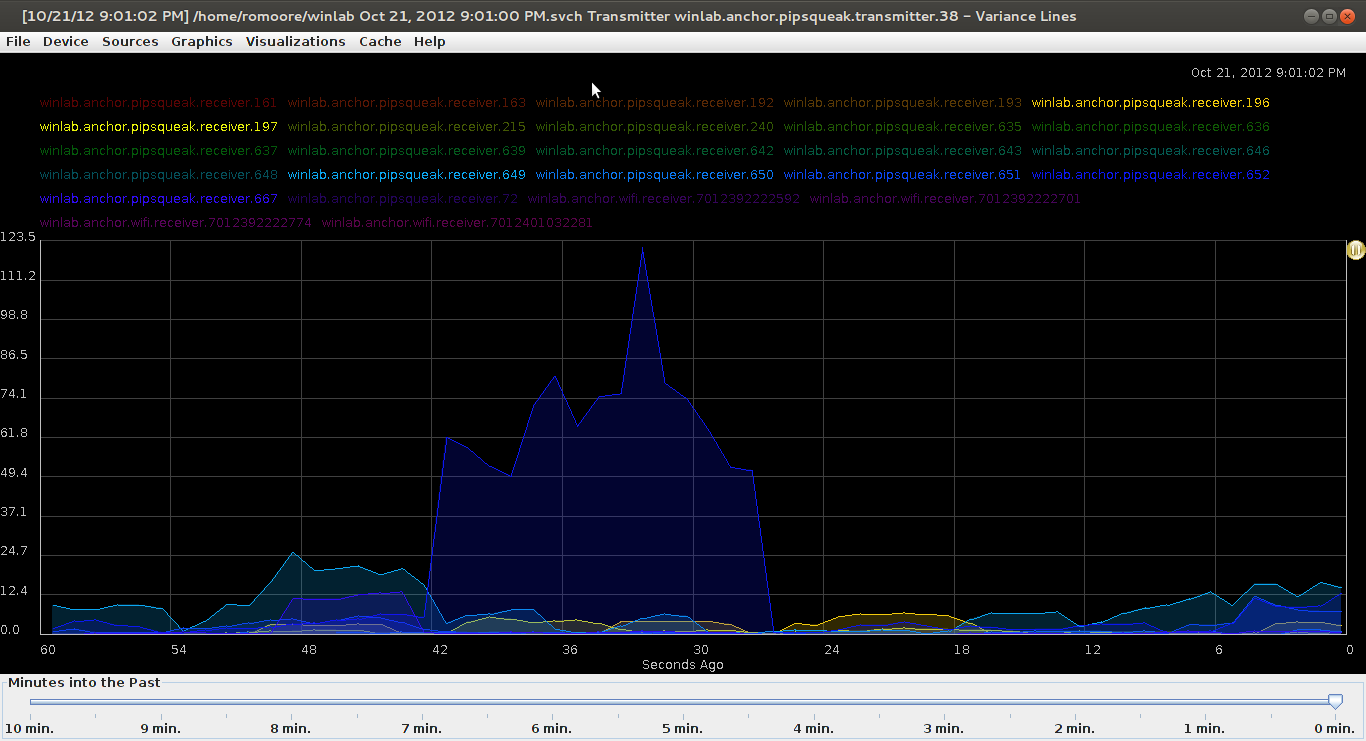 [10/21/12 9:01:02 PM] /home/romoore/winlab Oct 21, 2012 9:01:00 PM.svch Transmitter winlab.anchor.pipsqueak.transmitter.38 – Variance Lines
File Device Sources Graphics Visualizations Cache Help
Oct 21, 2012 9:01:02 PM
winlab.anchor.pipsqueak.receiver.161 winlab.anchor.pipsqueak.receiver.163 winlab.anchor.pipsqueak.receiver.192 winlab.anchor.pipsqueak.receiver.193 winlab.anchor.pipsqueak.receiver.196
winlab.anchor.pipsqueak.receiver.197 winlab.anchor.pipsqueak.receiver.215 winlab.anchor.pipsqueak.receiver.240 winlab.anchor.pipsqueak.receiver.635 winlab.anchor.pipsqueak.receiver.636
winlab.anchor.pipsqueak.receiver.637 winlab.anchor.pipsqueak.receiver.639 winlab.anchor.pipsqueak.receiver.642 winlab.anchor.pipsqueak.receiver.643 winlab.anchor.pipsqueak.receiver.646
winlab.anchor.pipsqueak.receiver.648 winlab.anchor.pipsqueak.receiver.649 winlab.anchor.pipsqueak.receiver.650 winlab.anchor.pipsqueak.receiver.651 winlab.anchor.pipsqueak.receiver.652
winlab.anchor.pipsqueak.receiver.667 winlab.anchor.pipsqueak.receiver.72 winlab.anchor.wifi.receiver.7012392222592 winlab.anchor.wifi.receiver.7012392222701
winlab.anchor.wifi.receiver.7012392222774 winlab.anchor.wifi.receiver.7012401032281
123.5
111.2
98.8
86.5
74.1
61.8
49.4
37.1
24.7
12.4
0.0
60 54 48 42 36 30 24 18 12 6 0
Seconds Ago
Minutes into the Past
10 min. 9 min. 8 min. 7 min. 6 min. 5 min. 4 min. 3 min. 2 min. 1 min. 0 min.